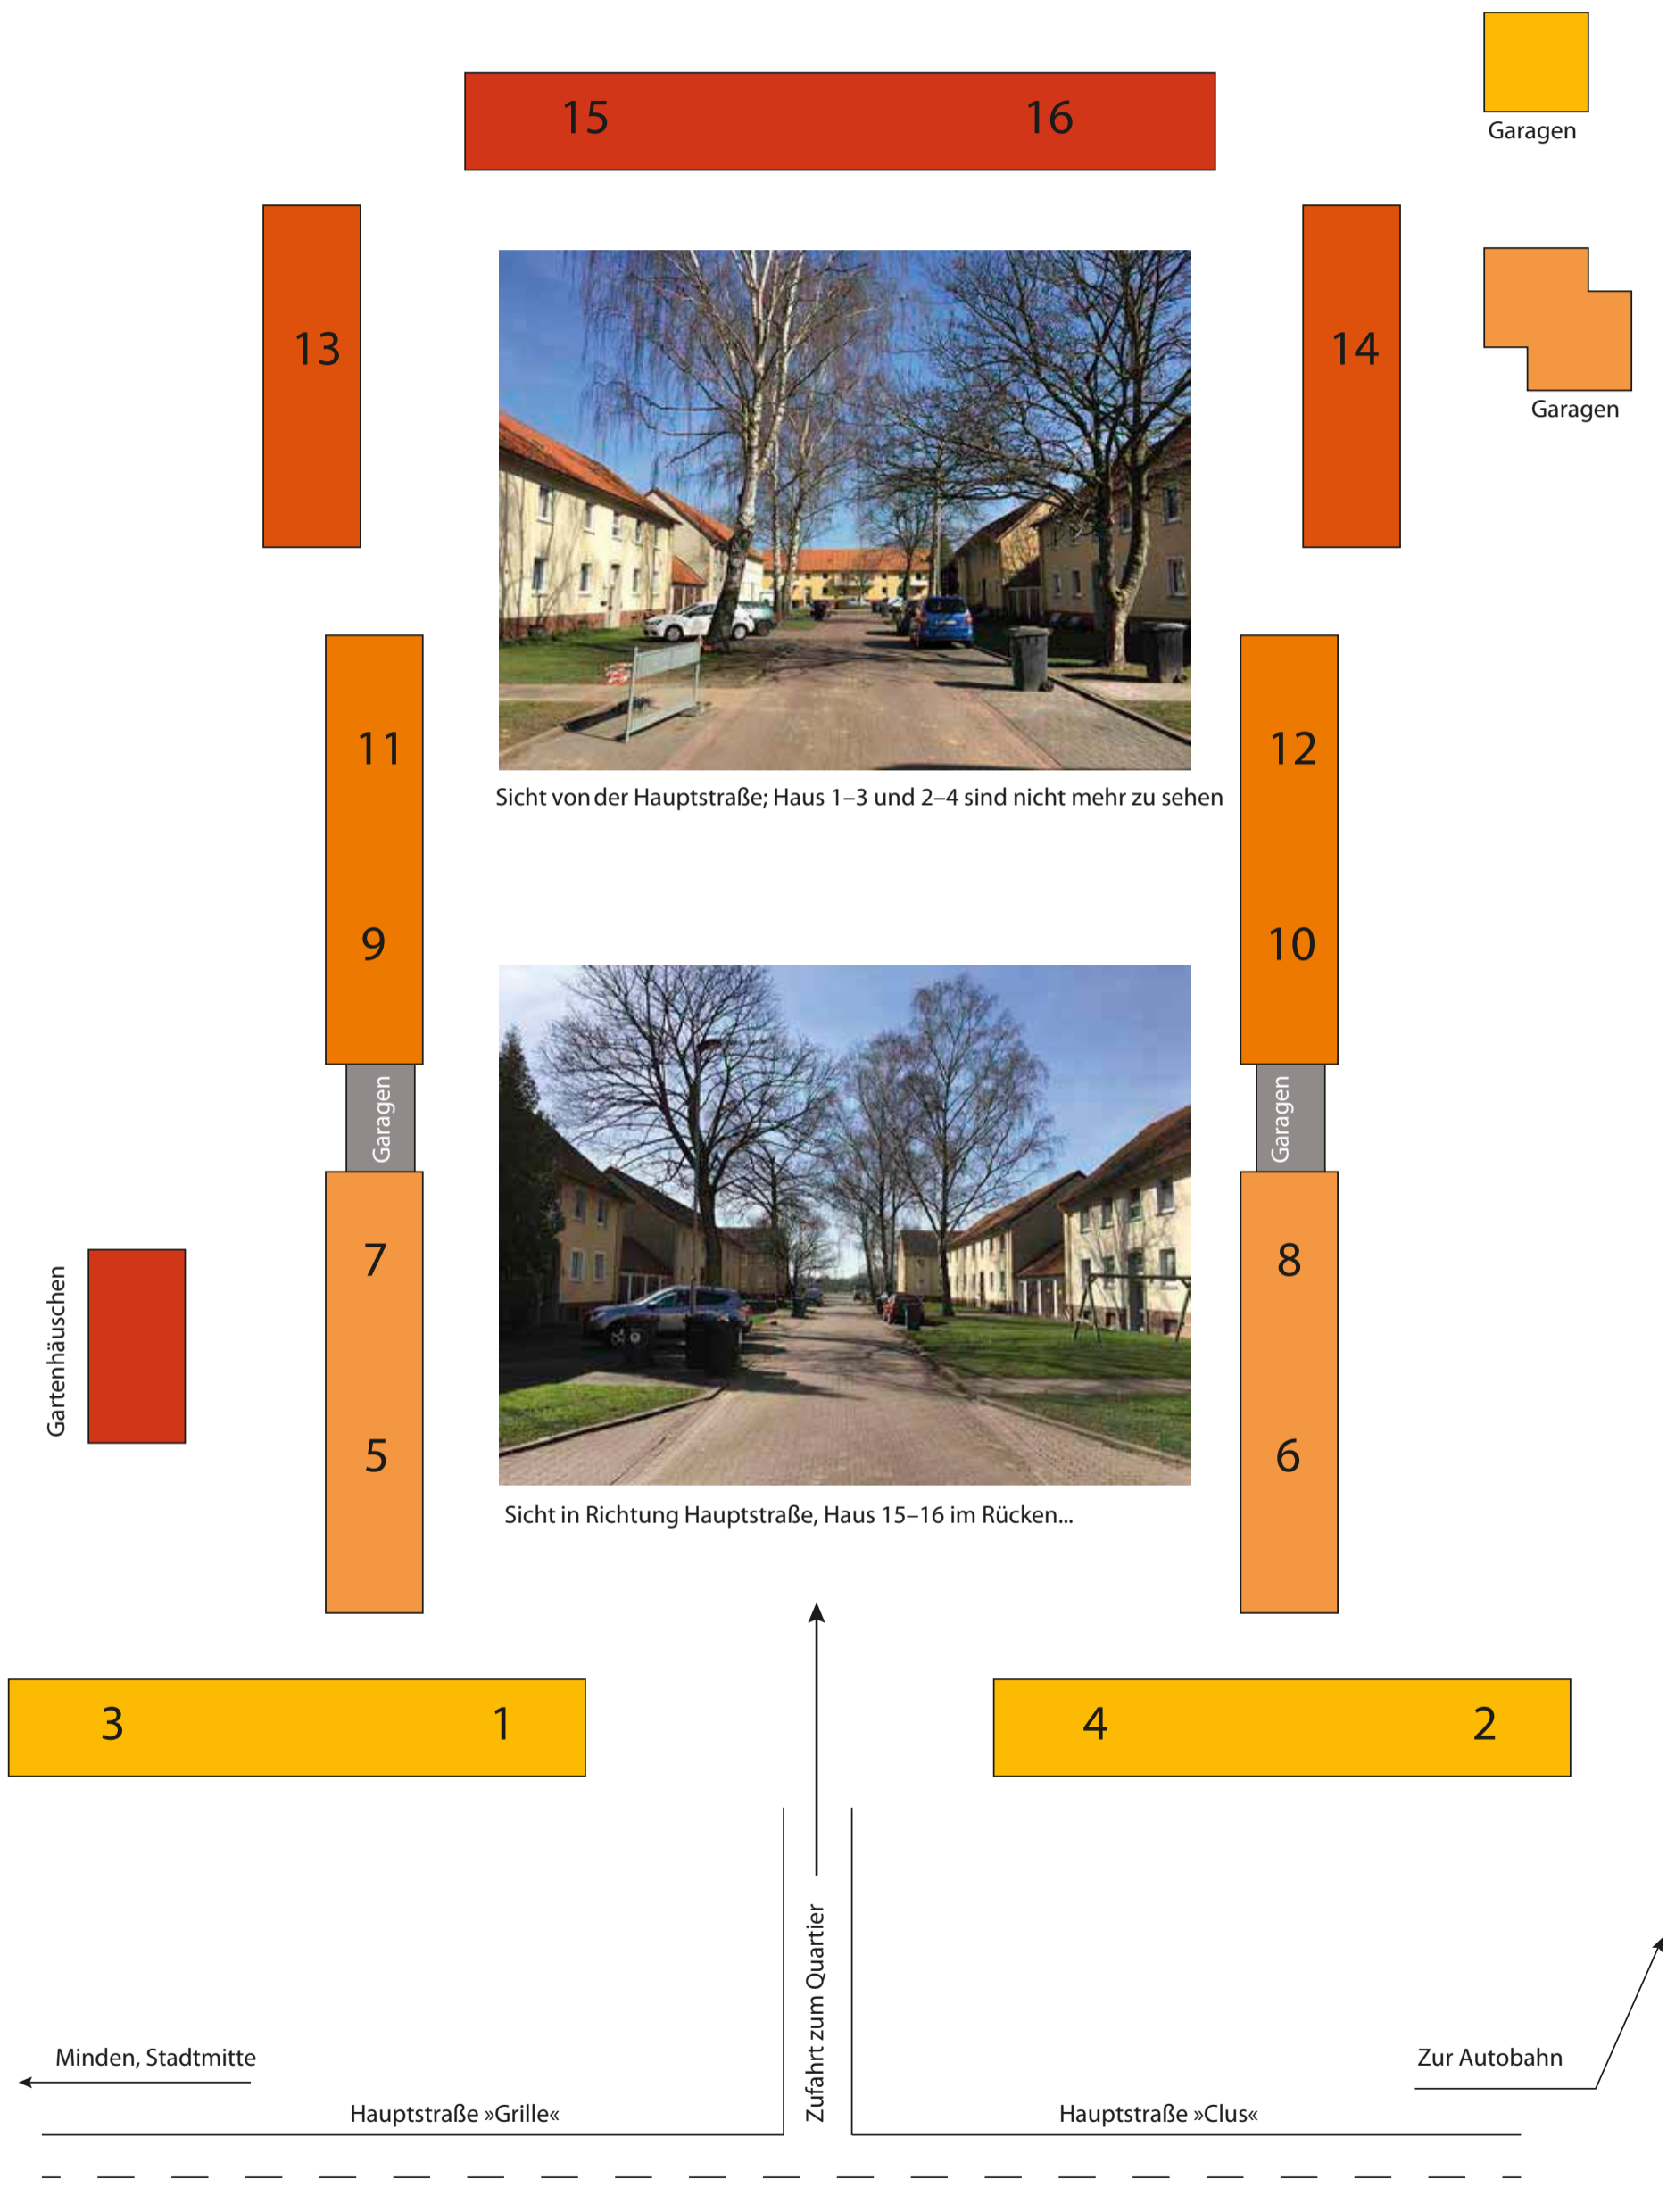 15 16
Garagen
13
14
Garagen
11
12
Sicht von der Hauptstraße; Haus 1–3 und 2–4 sind nicht mehr zu sehen
9
10
Garagen
Garagen
7
8
Gartenhäuschen
5
6
Sicht in Richtung Hauptstraße, Haus 15–16 im Rücken...
3 1
4 2
Zufahrt zum Quartier
Minden, Stadtmitte
Zur Autobahn
Hauptstraße »Grille«
Hauptstraße »Clus«